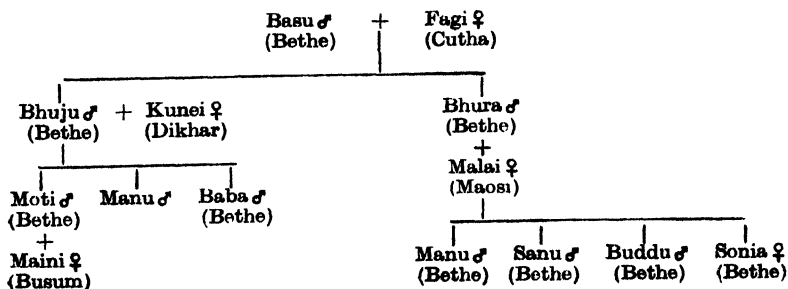 Basu ♂ + Fagi ♀
(Bethe) (Cutha)
Bhuju ♂ + Kunei ♀ Bhura ♂
(Bethe) (Dikhar) (Bethe)
+
Malai ♀
(Maosi)
Moti ♂ Manu ♂ Baba ♂
(Bethe) (Bethe)
+
Maini ♀
(Busum)
Manu ♂ Sanu ♂ Buddu ♂ Sonia ♀
(Bethe) (Bethe) (Bethe) (Bethe)